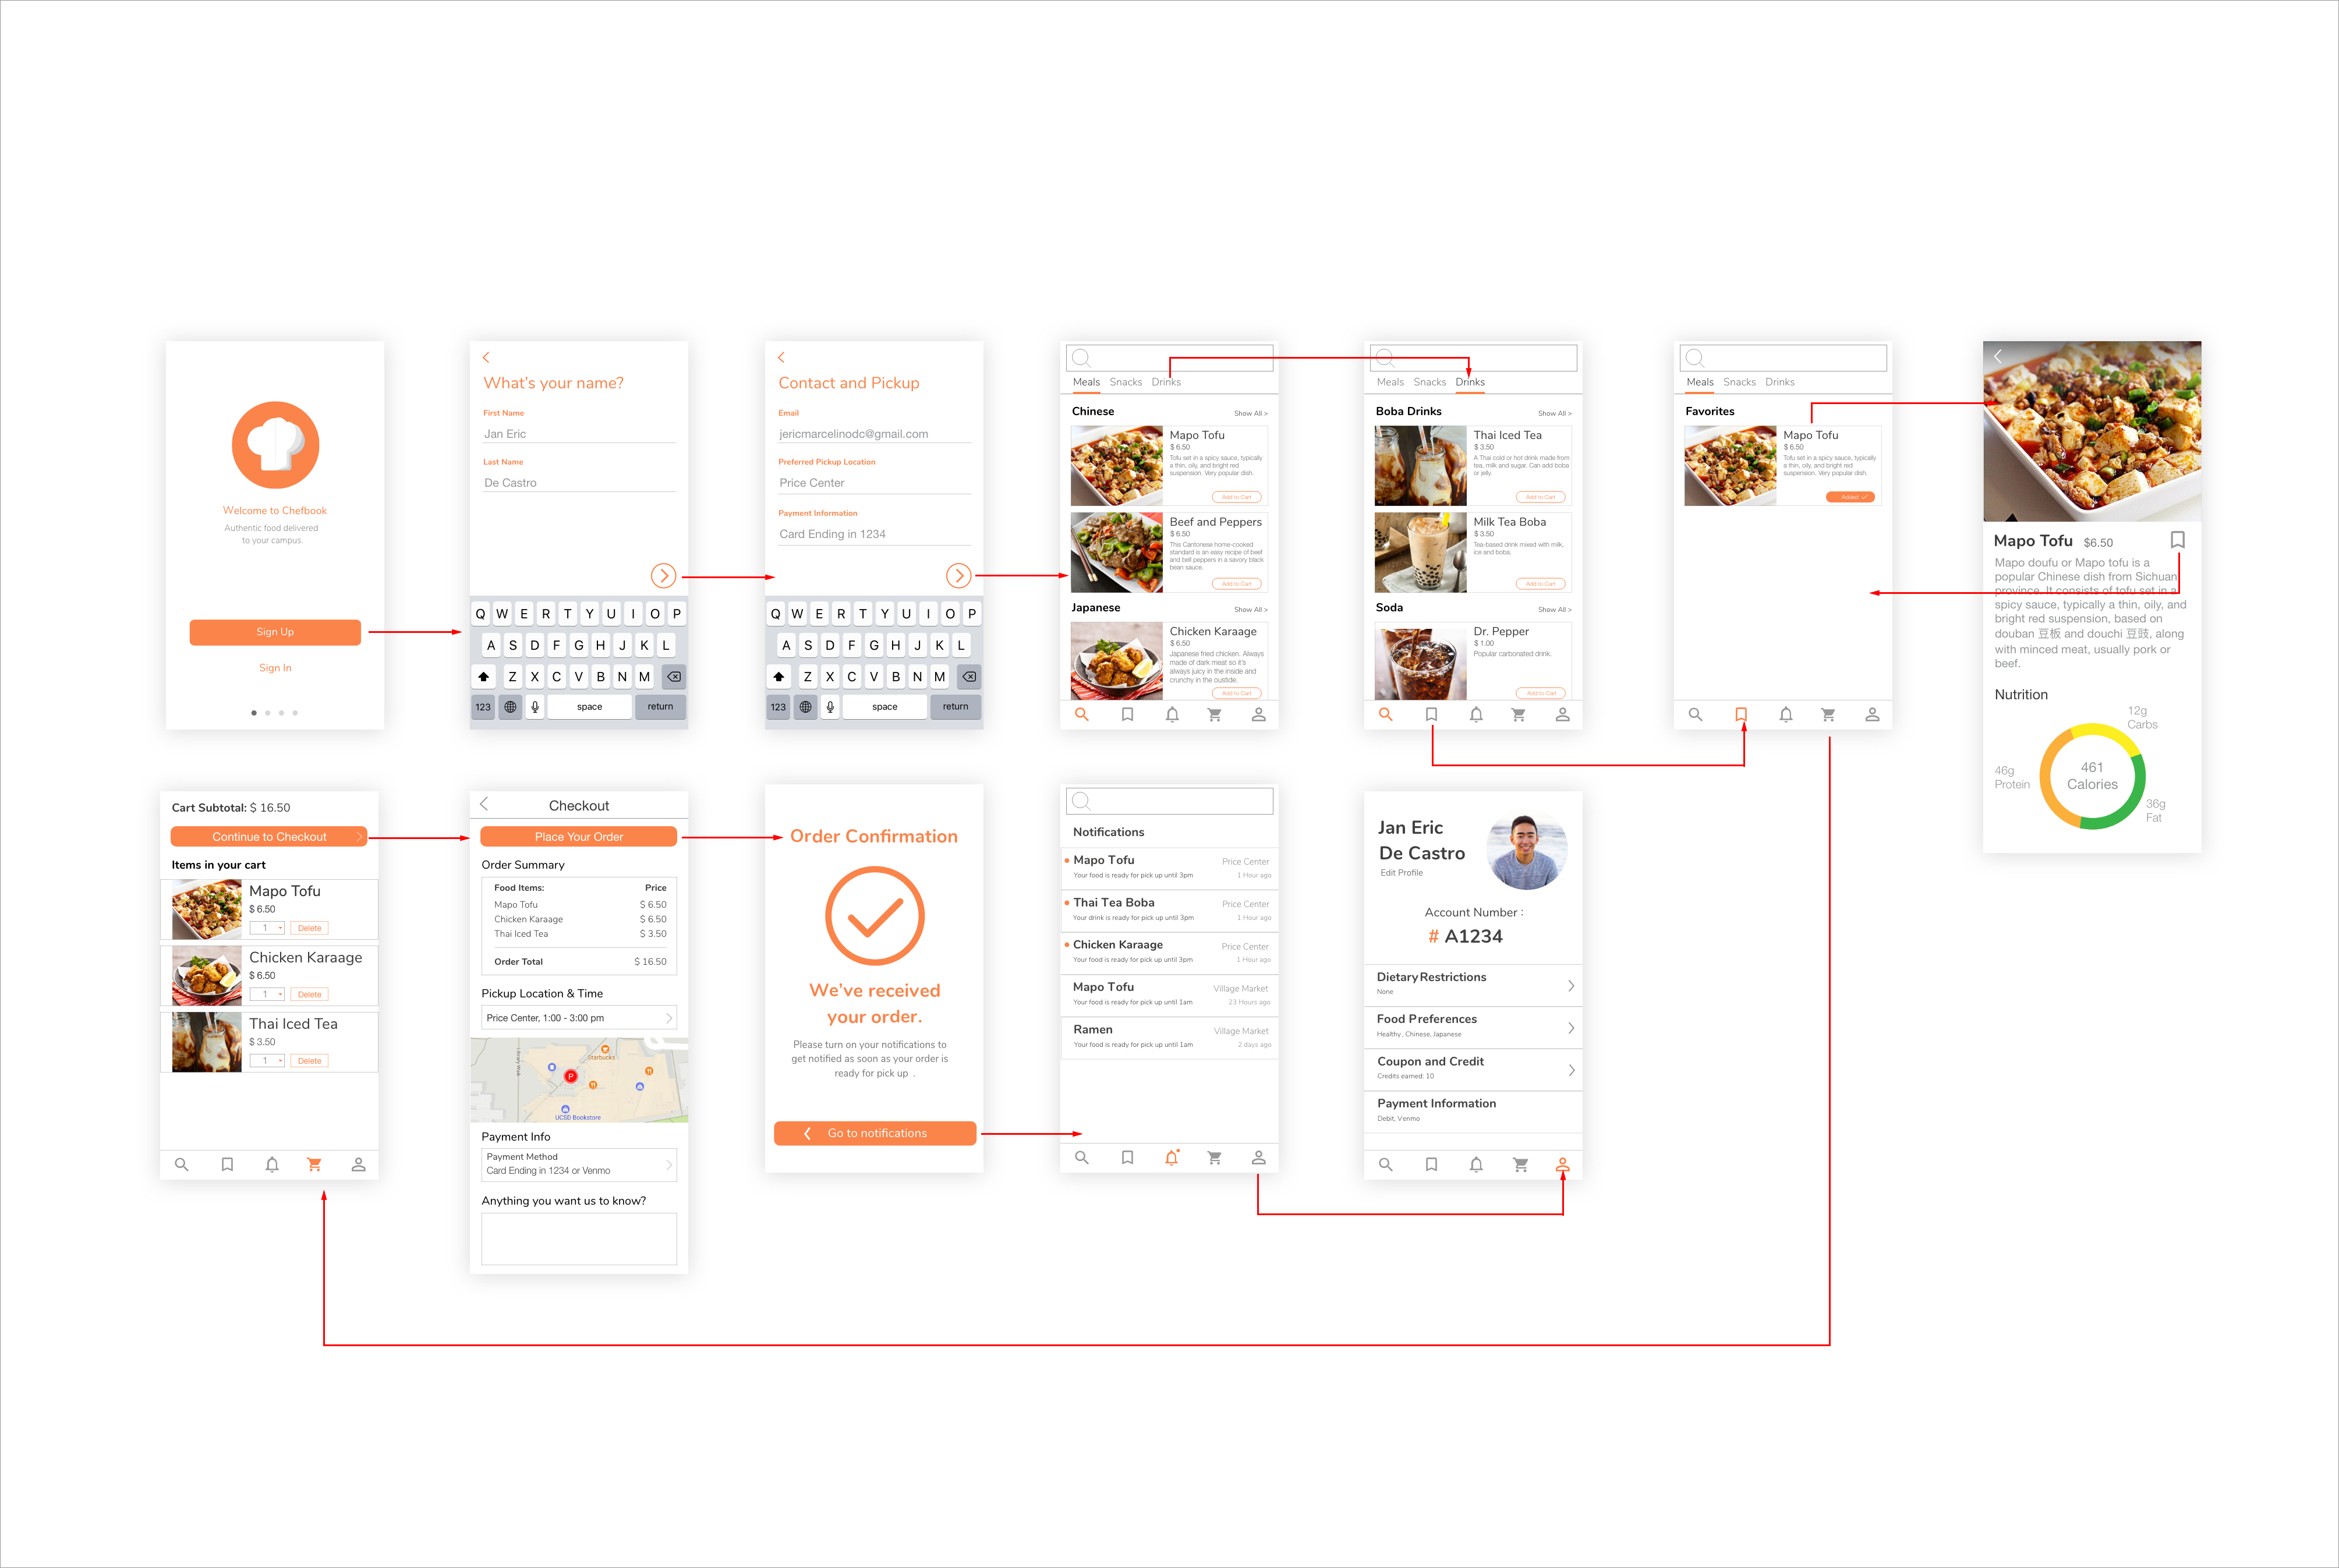 Welcome to Chefbook
Authentic food delivered
to your campus.
Sign Up
Sign In
What's your name?
First Name
Jan Eric
Last Name
De Castro
Q W E R T Y U I O P
A S D F G H J K L
Z X C V B N M
123 space return
Contact and Pickup
Email
jericmarcelinodc@gmail.com
Preferred Pickup Location
Price Center
Payment Information
Card Ending in 1234
Q W E R T Y U I O P
A S D F G H J K L
Z X C V B N M
123 space return
Meals Snacks Drinks
Chinese Show All >
Mapo Tofu
$ 6.50
Tofu set in a spicy sauce, typically
a thin, oily, and bright red
suspension. Very popular dish.
Add to Cart
Beef and Peppers
$ 6.50
This Cantonese home-cooked
standard is an easy recipe of beef
and bell peppers in a savory black
bean sauce.
Add to Cart
Japanese Show All >
Chicken Karaage
$ 6.50
Japanese fried chicken. Always
made of dark meat so it's
always juicy in the inside and
crunchy in the oustide.
Add to Cart
Meals Snacks Drinks
Boba Drinks Show All >
Thai Iced Tea
$ 3.50
A Thai cold or hot drink made from
tea, milk and sugar. Can add boba
or jelly.
Add to Cart
Milk Tea Boba
$ 3.50
Tea-based drink mixed with milk,
ice and boba.
Add to Cart
Soda Show All >
Dr. Pepper
$ 1.00
Popular carbonated drink.
Add to Cart
Meals Snacks Drinks
Favorites
Mapo Tofu
$ 6.50
Tofu set in a spicy sauce, typically
a thin, oily, and bright red
suspension. Very popular dish.
Added ✓
Mapo Tofu $6.50
Mapo doufu or Mapo tofu is a
popular Chinese dish from Sichuan
province. It consists of tofu set in a
spicy sauce, typically a thin, oily, and
bright red suspension, based on
douban 豆板 and douchi 豆豉, along
with minced meat, usually pork or
beef.
Nutrition
12g
Carbs
46g
Protein
461
Calories
36g
Fat
Cart Subtotal: $ 16.50
Continue to Checkout
Items in your cart
Mapo Tofu
$ 6.50
1 Delete
Chicken Karaage
$ 6.50
1 Delete
Thai Iced Tea
$ 3.50
1 Delete
Checkout
Place Your Order
Order Summary
Food Items: Price
Mapo Tofu $ 6.50
Chicken Karaage $ 6.50
Thai Iced Tea $ 3.50
Order Total $ 16.50
Pickup Location & Time
Price Center, 1:00 - 3:00 pm
Starbucks
Library Walk
P
UCSD Bookstore
Payment Info
Payment Method
Card Ending in 1234 or Venmo
Anything you want us to know?
Order Confirmation
We've received
your order.
Please turn on your notifications to
get notified as soon as your order is
ready for pick up .
Go to notifications
Notifications
Mapo Tofu Price Center
Your food is ready for pick up until 3pm 1 Hour ago
Thai Tea Boba Price Center
Your drink is ready for pick up until 3pm 1 Hour ago
Chicken Karaage Price Center
Your food is ready for pick up until 3pm 1 Hour ago
Mapo Tofu Village Market
Your food is ready for pick up until 1am 23 Hours ago
Ramen Village Market
Your food is ready for pick up until 1am 2 days ago
Jan Eric
De Castro
Edit Profile
Account Number :
# A1234
Dietary Restrictions
None
Food Preferences
Healthy, Chinese, Japanese
Coupon and Credit
Credits earned: 10
Payment Information
Debit, Venmo